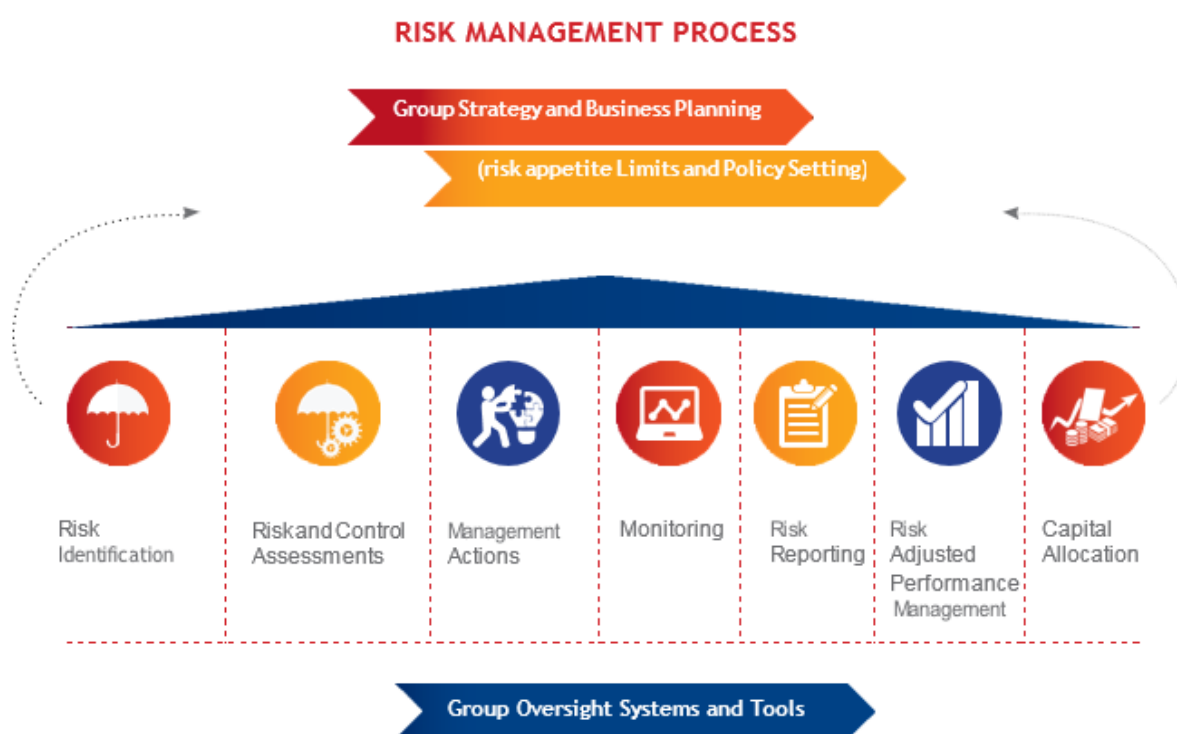 RISK MANAGEMENT PROCESS
Group Strategy and Business Planning
(risk appetite Limits and Policy Setting)
Risk
Identification
Riskand Control
Assessments
Management
Actions
Monitoring
Risk
Reporting
Risk
Adjusted
Performance
Management
Capital
Allocation
Group Oversight Systems and Tools